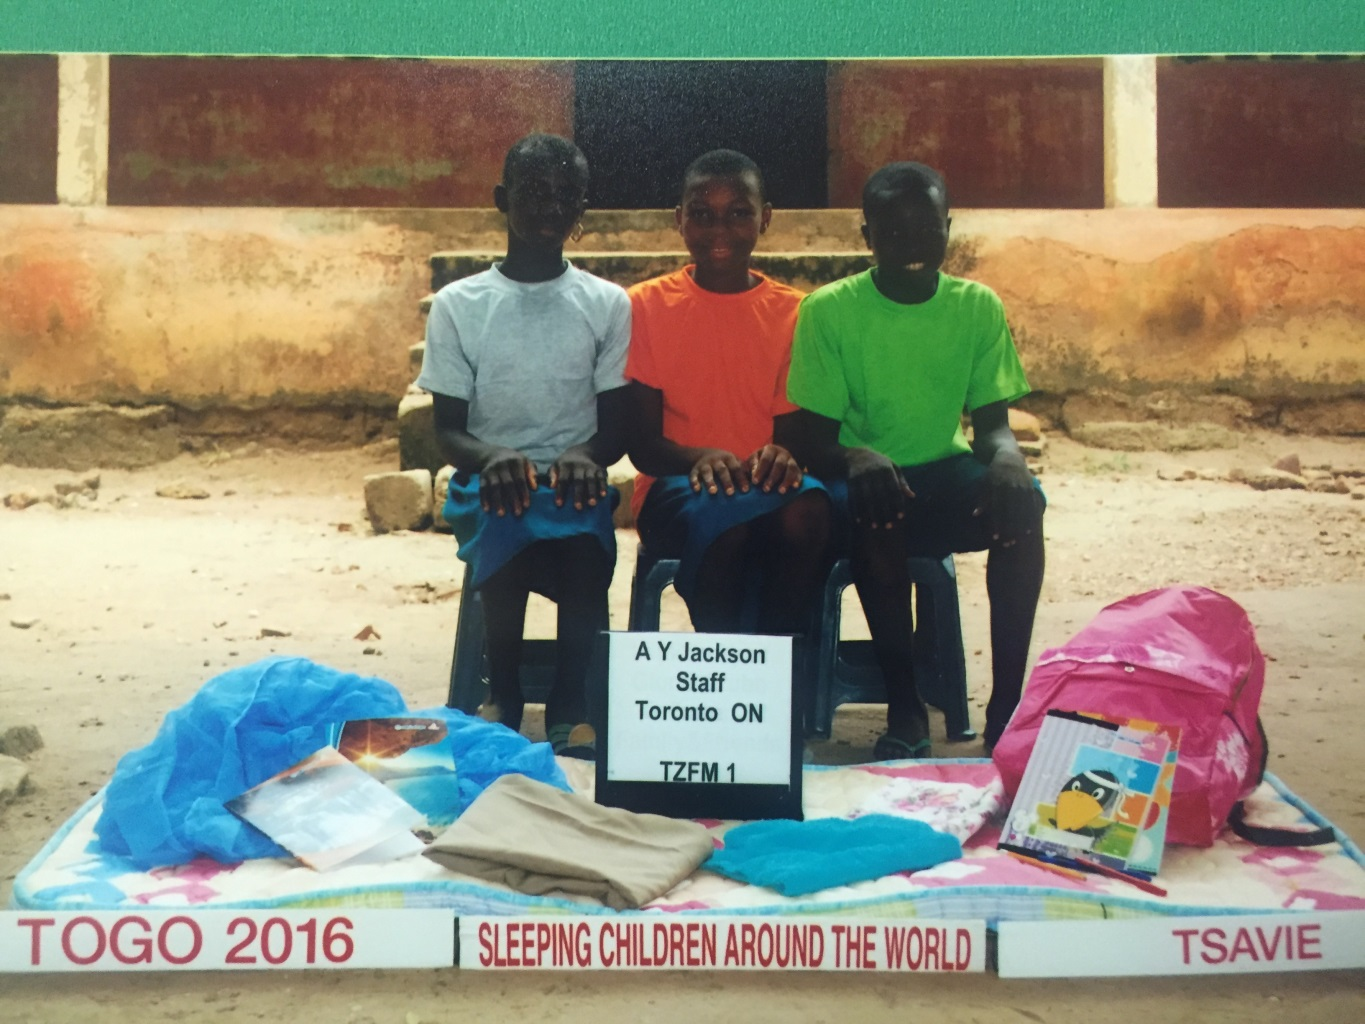 A Y Jackson
Staff
Toronto ON
TZFM 1
TOGO 2016
SLEEPING CHILDREN AROUND THE WORLD
TSAVIE